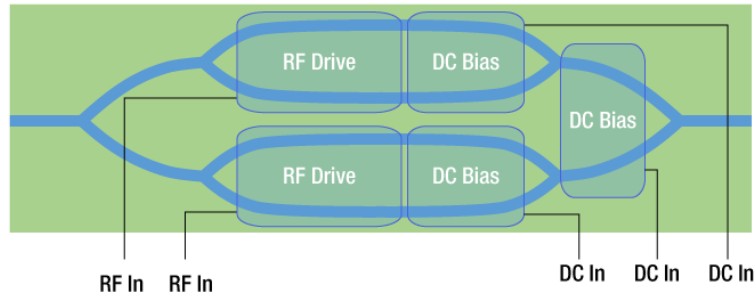 RF Drive DC Bias
DC Bias
RF Drive DC Bias
RF In RF In DC In DC In DC In